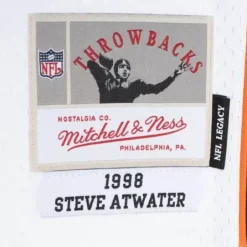 THROWBACKS
NFL
NOSTALGIA CO.
Mitchell & Ness
PHILADELPHIA, PA.
NFL LEGACY
1998
STEVE ATWATER